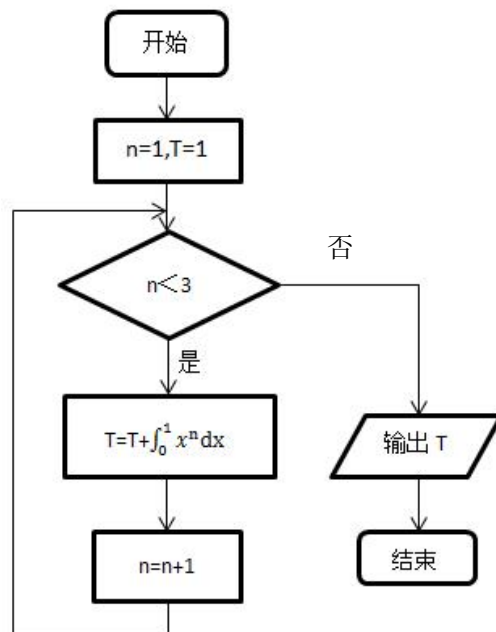 开始
n=1,T=1
n＜3
否
是
T=T+∫₀¹ xⁿdx
输出 T
n=n+1
结束